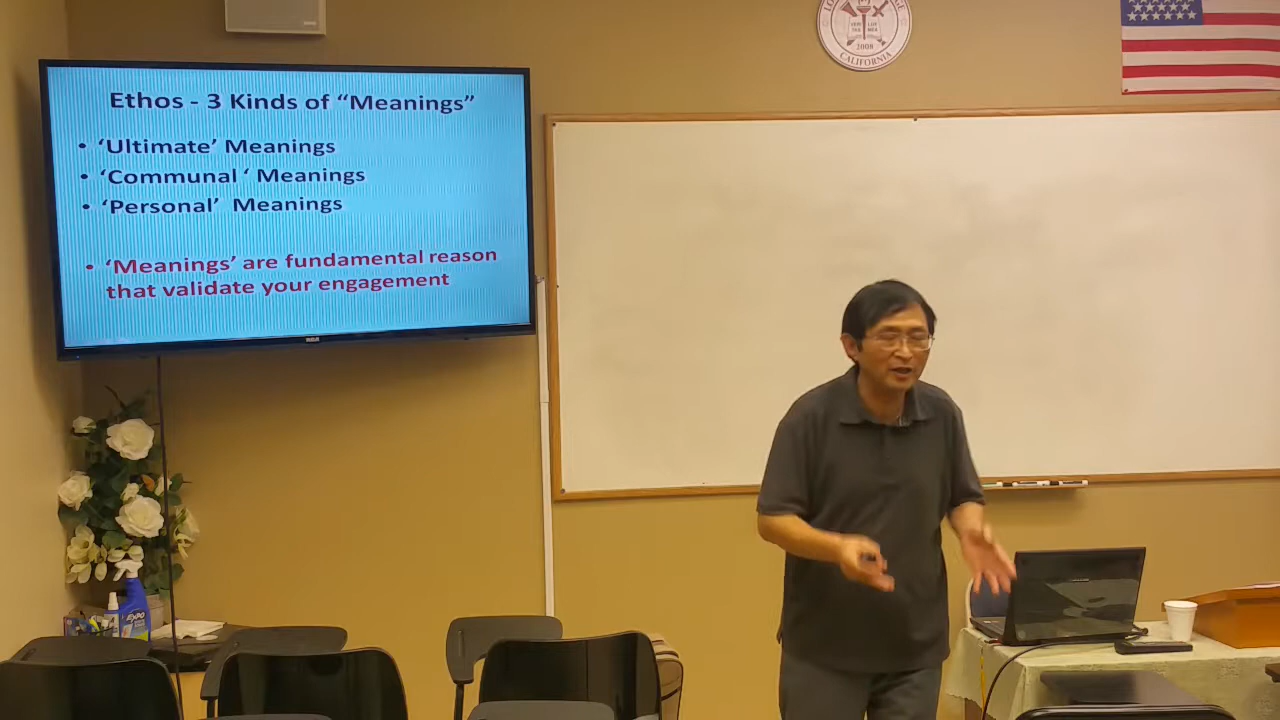 Ethos - 3 Kinds of “Meanings”
• ‘Ultimate’ Meanings
• ‘Communal ‘ Meanings
• ‘Personal’ Meanings
• ‘Meanings’ are fundamental reason
that validate your engagement
RCA
2008
CALIFORNIA
EXPO